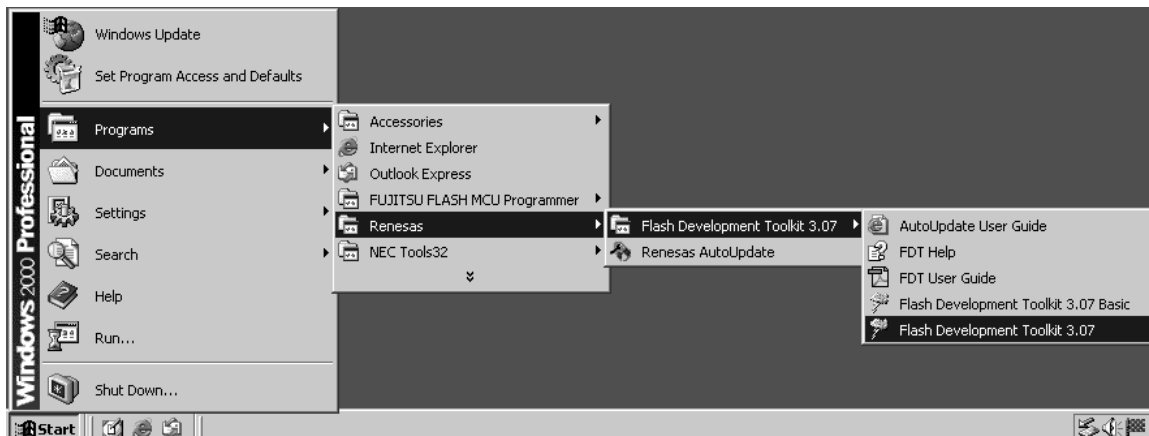 Windows 2000 Professional
Windows Update
Set Program Access and Defaults
Programs
Documents
Settings
Search
Help
Run...
Shut Down...
Accessories
Internet Explorer
Outlook Express
FUJITSU FLASH MCU Programmer
Renesas
NEC Tools32
Flash Development Toolkit 3.07
Renesas AutoUpdate
AutoUpdate User Guide
FDT Help
FDT User Guide
Flash Development Toolkit 3.07 Basic
Flash Development Toolkit 3.07
Start